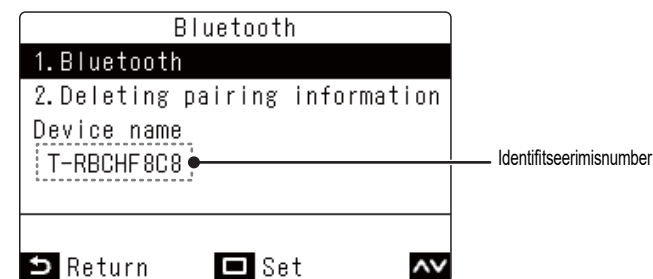 Bluetooth
1.Bluetooth
2.Deleting pairing information
Device name
T-RBCHF8C8
Identifitseerimisnumber
Return Set